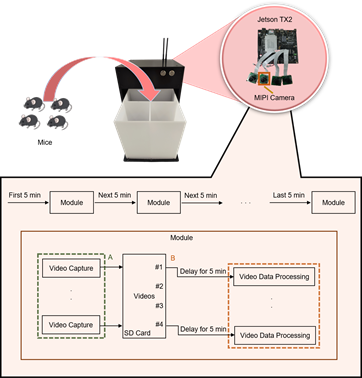 Jetson TX2
MIPI Camera
Mice
First 5 min
Module
Next 5 min
Module
Next 5 min
. . .
Last 5 min
Module
Module
A
B
Video Capture
#1
Delay for 5 min
Video Data Processing
#2
Videos
#3
Video Capture
#4
Delay for 5 min
Video Data Processing
SD Card